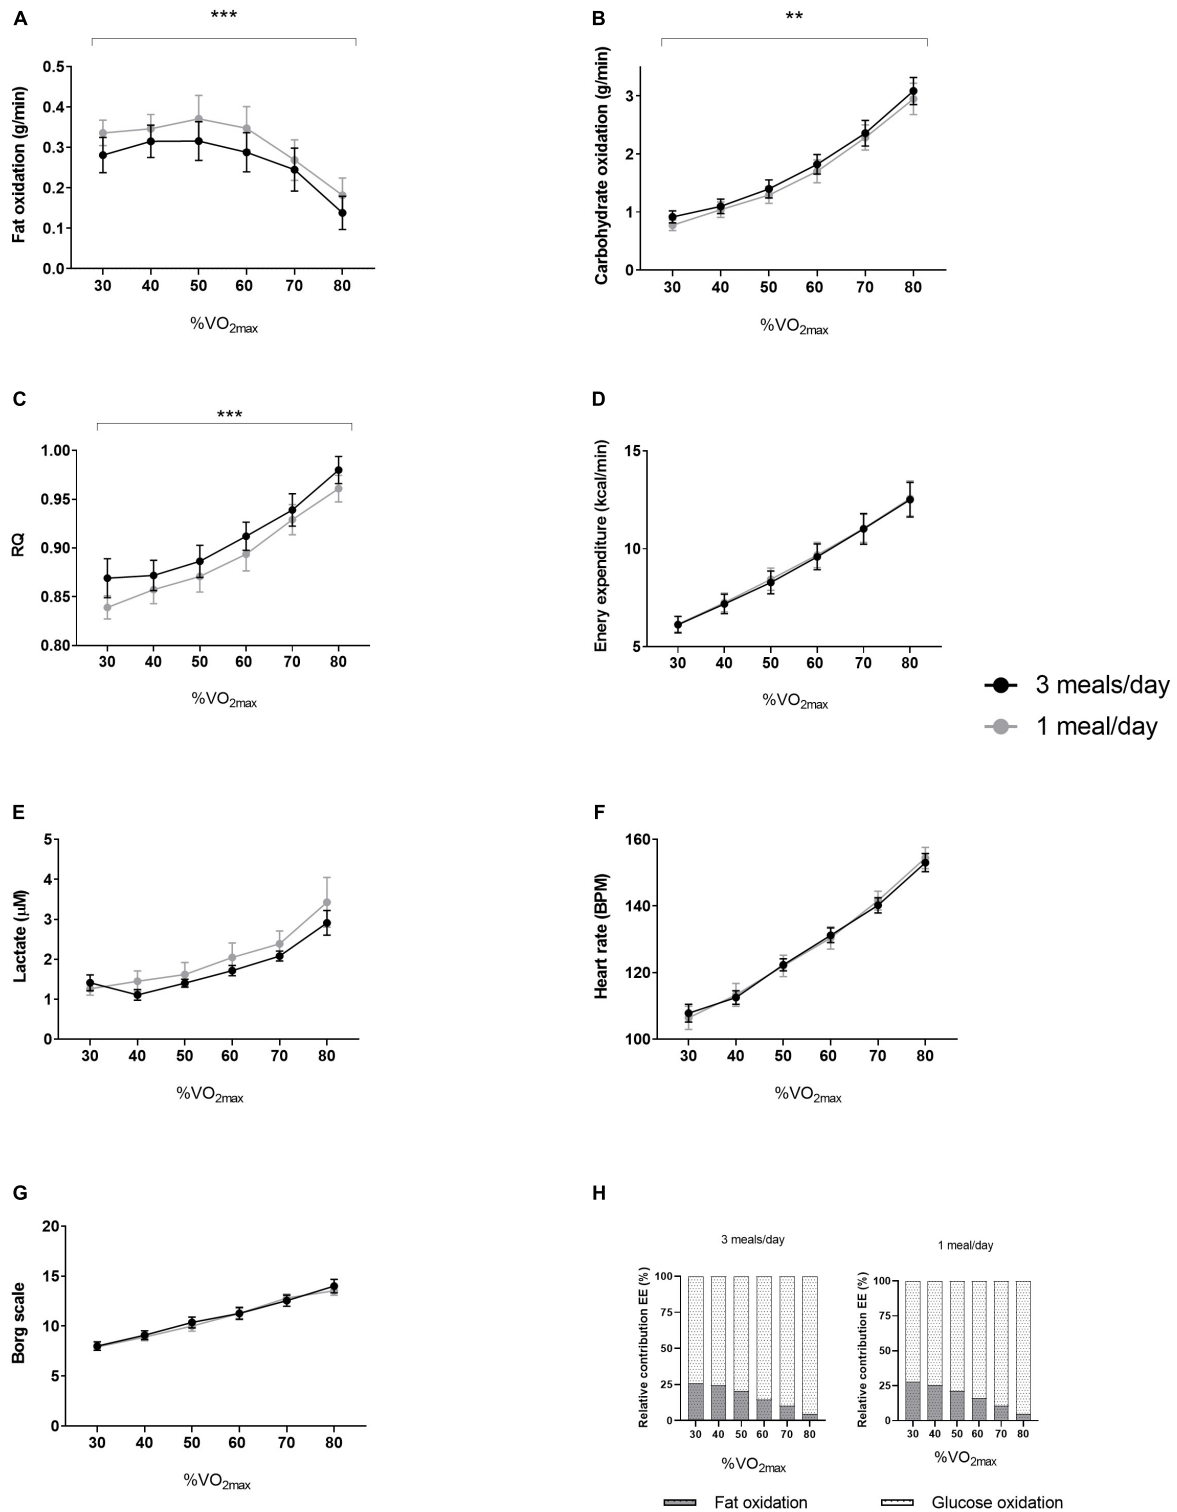 A
***
Fat oxidation (g/min)
0.5
0.4
0.3
0.2
0.1
0.0
30 40 50 60 70 80
%VO2max
B
**
Carbohydrate oxidation (g/min)
3
2
1
0
30 40 50 60 70 80
%VO2max
C
***
RQ
1.00
0.95
0.90
0.85
0.80
30 40 50 60 70 80
%VO2max
D
Enery expenditure (kcal/min)
15
10
5
30 40 50 60 70 80
%VO2max
3 meals/day
1 meal/day
E
Lactate (μM)
5
4
3
2
1
0
30 40 50 60 70 80
%VO2max
F
Heart rate (BPM)
160
140
120
100
30 40 50 60 70 80
%VO2max
G
Borg scale
20
15
10
5
0
30 40 50 60 70 80
%VO2max
H
3 meals/day
Relative contribution EE (%)
100
75
50
25
0
30 40 50 60 70 80
%VO2max
1 meal/day
Relative contribution EE (%)
100
75
50
25
0
30 40 50 60 70 80
%VO2max
Fat oxidation
Glucose oxidation